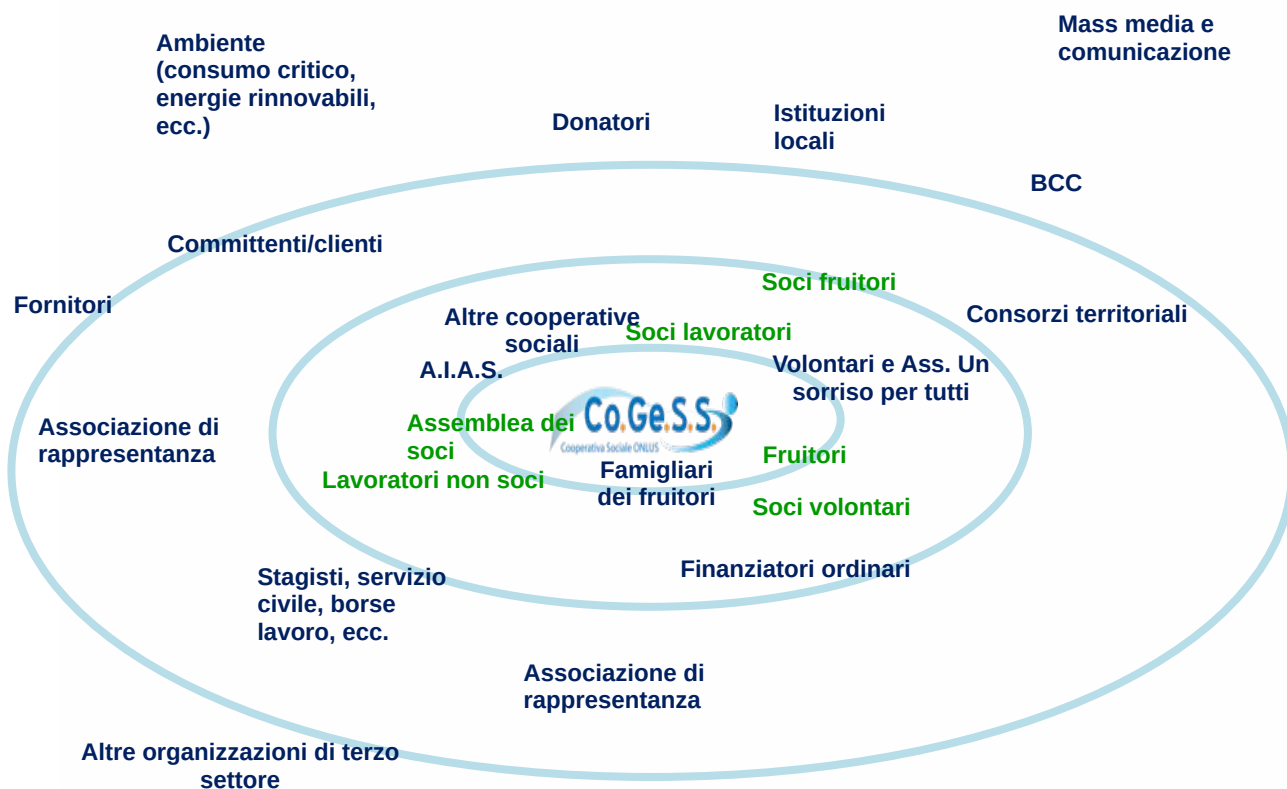 Mass media e
comunicazione
Ambiente
(consumo critico,
energie rinnovabili,
ecc.)
Donatori
Istituzioni
locali
BCC
Committenti/clienti
Soci fruitori
Fornitori
Consorzi territoriali
Altre cooperative
sociali
Soci lavoratori
A.I.A.S.
Volontari e Ass. Un
sorriso per tutti
Co.Ge.S.S.
Cooperativa Sociale ONLUS
Associazione di
rappresentanza
Assemblea dei
soci
Lavoratori non soci
Famigliari
dei fruitori
Fruitori
Soci volontari
Finanziatori ordinari
Stagisti, servizio
civile, borse
lavoro, ecc.
Associazione di
rappresentanza
Altre organizzazioni di terzo
settore